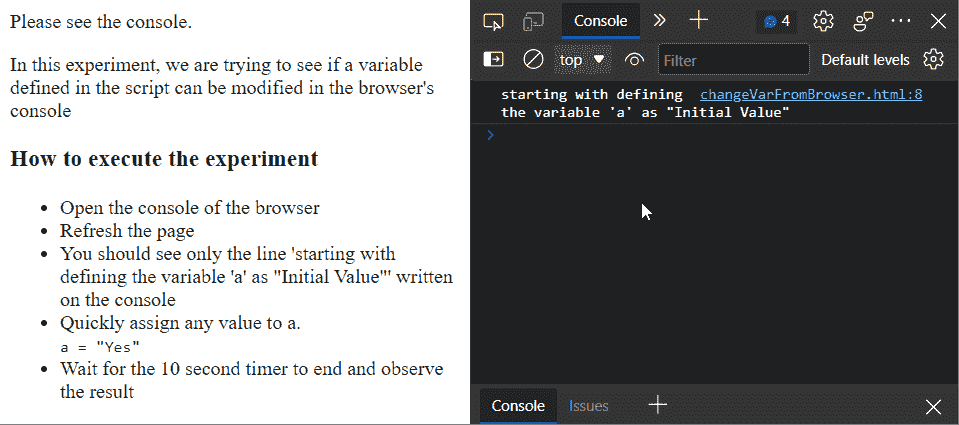 Please see the console.
In this experiment, we are trying to see if a variable
defined in the script can be modified in the browser's
console
How to execute the experiment
Open the console of the browser
Refresh the page
You should see only the line 'starting with
defining the variable 'a' as "Initial Value"' written
on the console
Quickly assign any value to a.
a = "Yes"
Wait for the 10 second timer to end and observe
the result
Console
4
top
Filter
Default levels
starting with defining changeVarFromBrowser.html:8
the variable 'a' as "Initial Value"
Console Issues